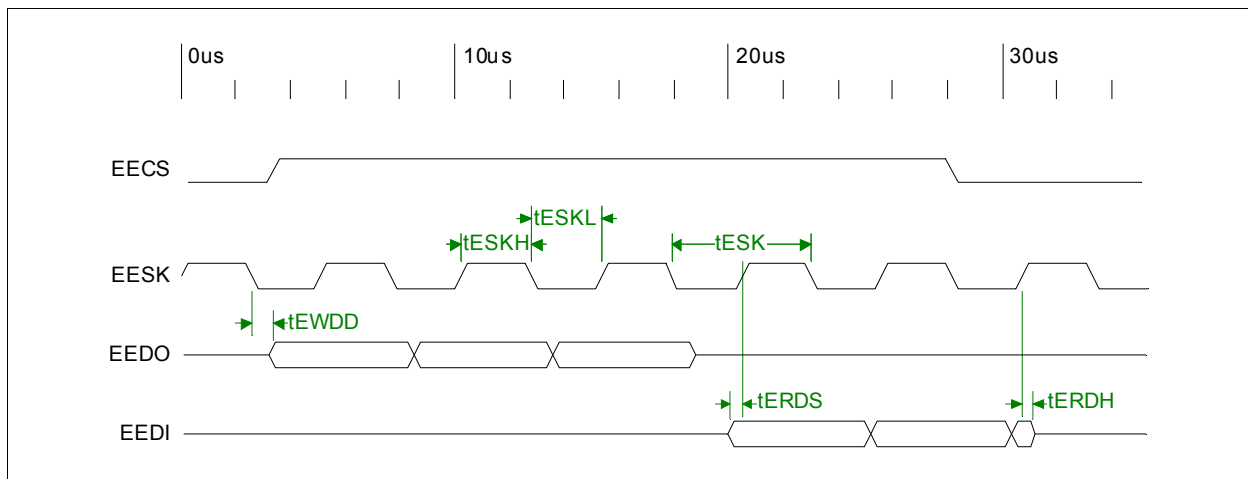 0us 10us 20us 30us
EECS
tESKL
tESKH tESK
EESK
tEWDD
EEDO
tERDS tERDH
EEDI